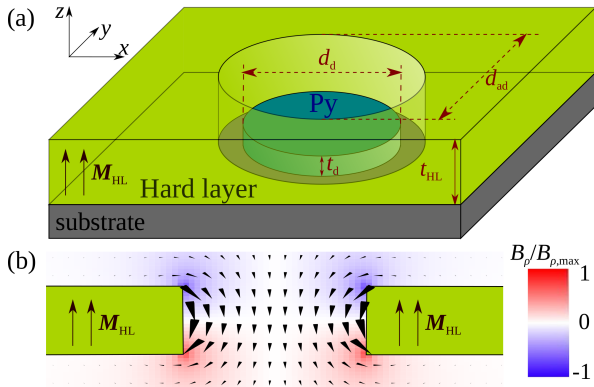 (a)
z
y
x
d_d
d_ad
Py
t_d
t_HL
M_HL
Hard layer
substrate
(b)
B_ρ/B_ρ,max
1
0
-1
M_HL
M_HL